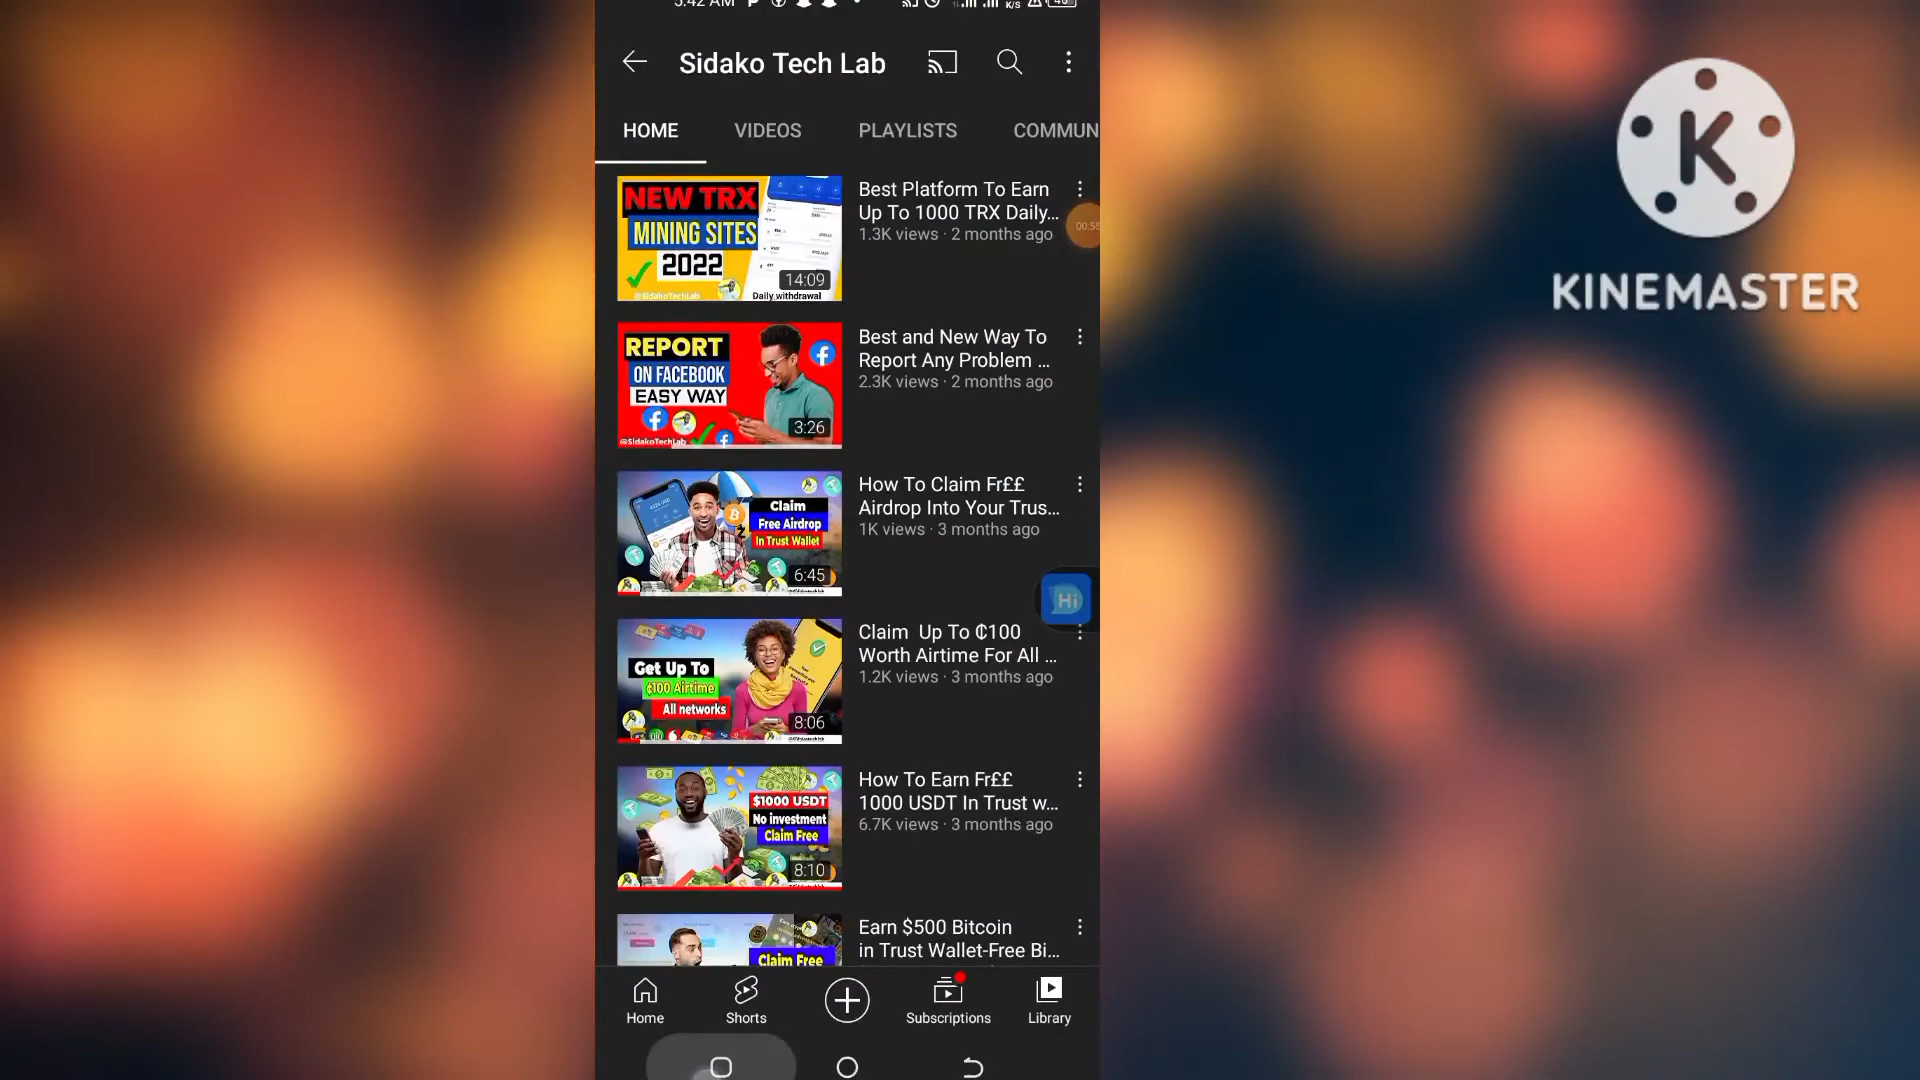 5:42 AM
K/S
Sidako Tech Lab
HOME
VIDEOS
PLAYLISTS
COMMUN
NEW TRX
MINING SITES
2022
@SidakoTechLab
Daily withdrawal
14:09
Best Platform To Earn
Up To 1000 TRX Daily...
1.3K views · 2 months ago
REPORT
ON FACEBOOK
EASY WAY
@SidakoTechLab
3:26
Best and New Way To
Report Any Problem ...
2.3K views · 2 months ago
Claim
Free Airdrop
In Trust Wallet
6:45
How To Claim Fr££
Airdrop Into Your Trus...
1K views · 3 months ago
Hi
Get Up To
¢100 Airtime
All networks
8:06
Claim Up To ₵100
Worth Airtime For All ...
1.2K views · 3 months ago
$1000 USDT
No investment
Claim Free
8:10
How To Earn Fr££
1000 USDT In Trust w...
6.7K views · 3 months ago
Claim Free
Earn $500 Bitcoin
in Trust Wallet-Free Bi...
Home
Shorts
Subscriptions
Library
K
KINEMASTER